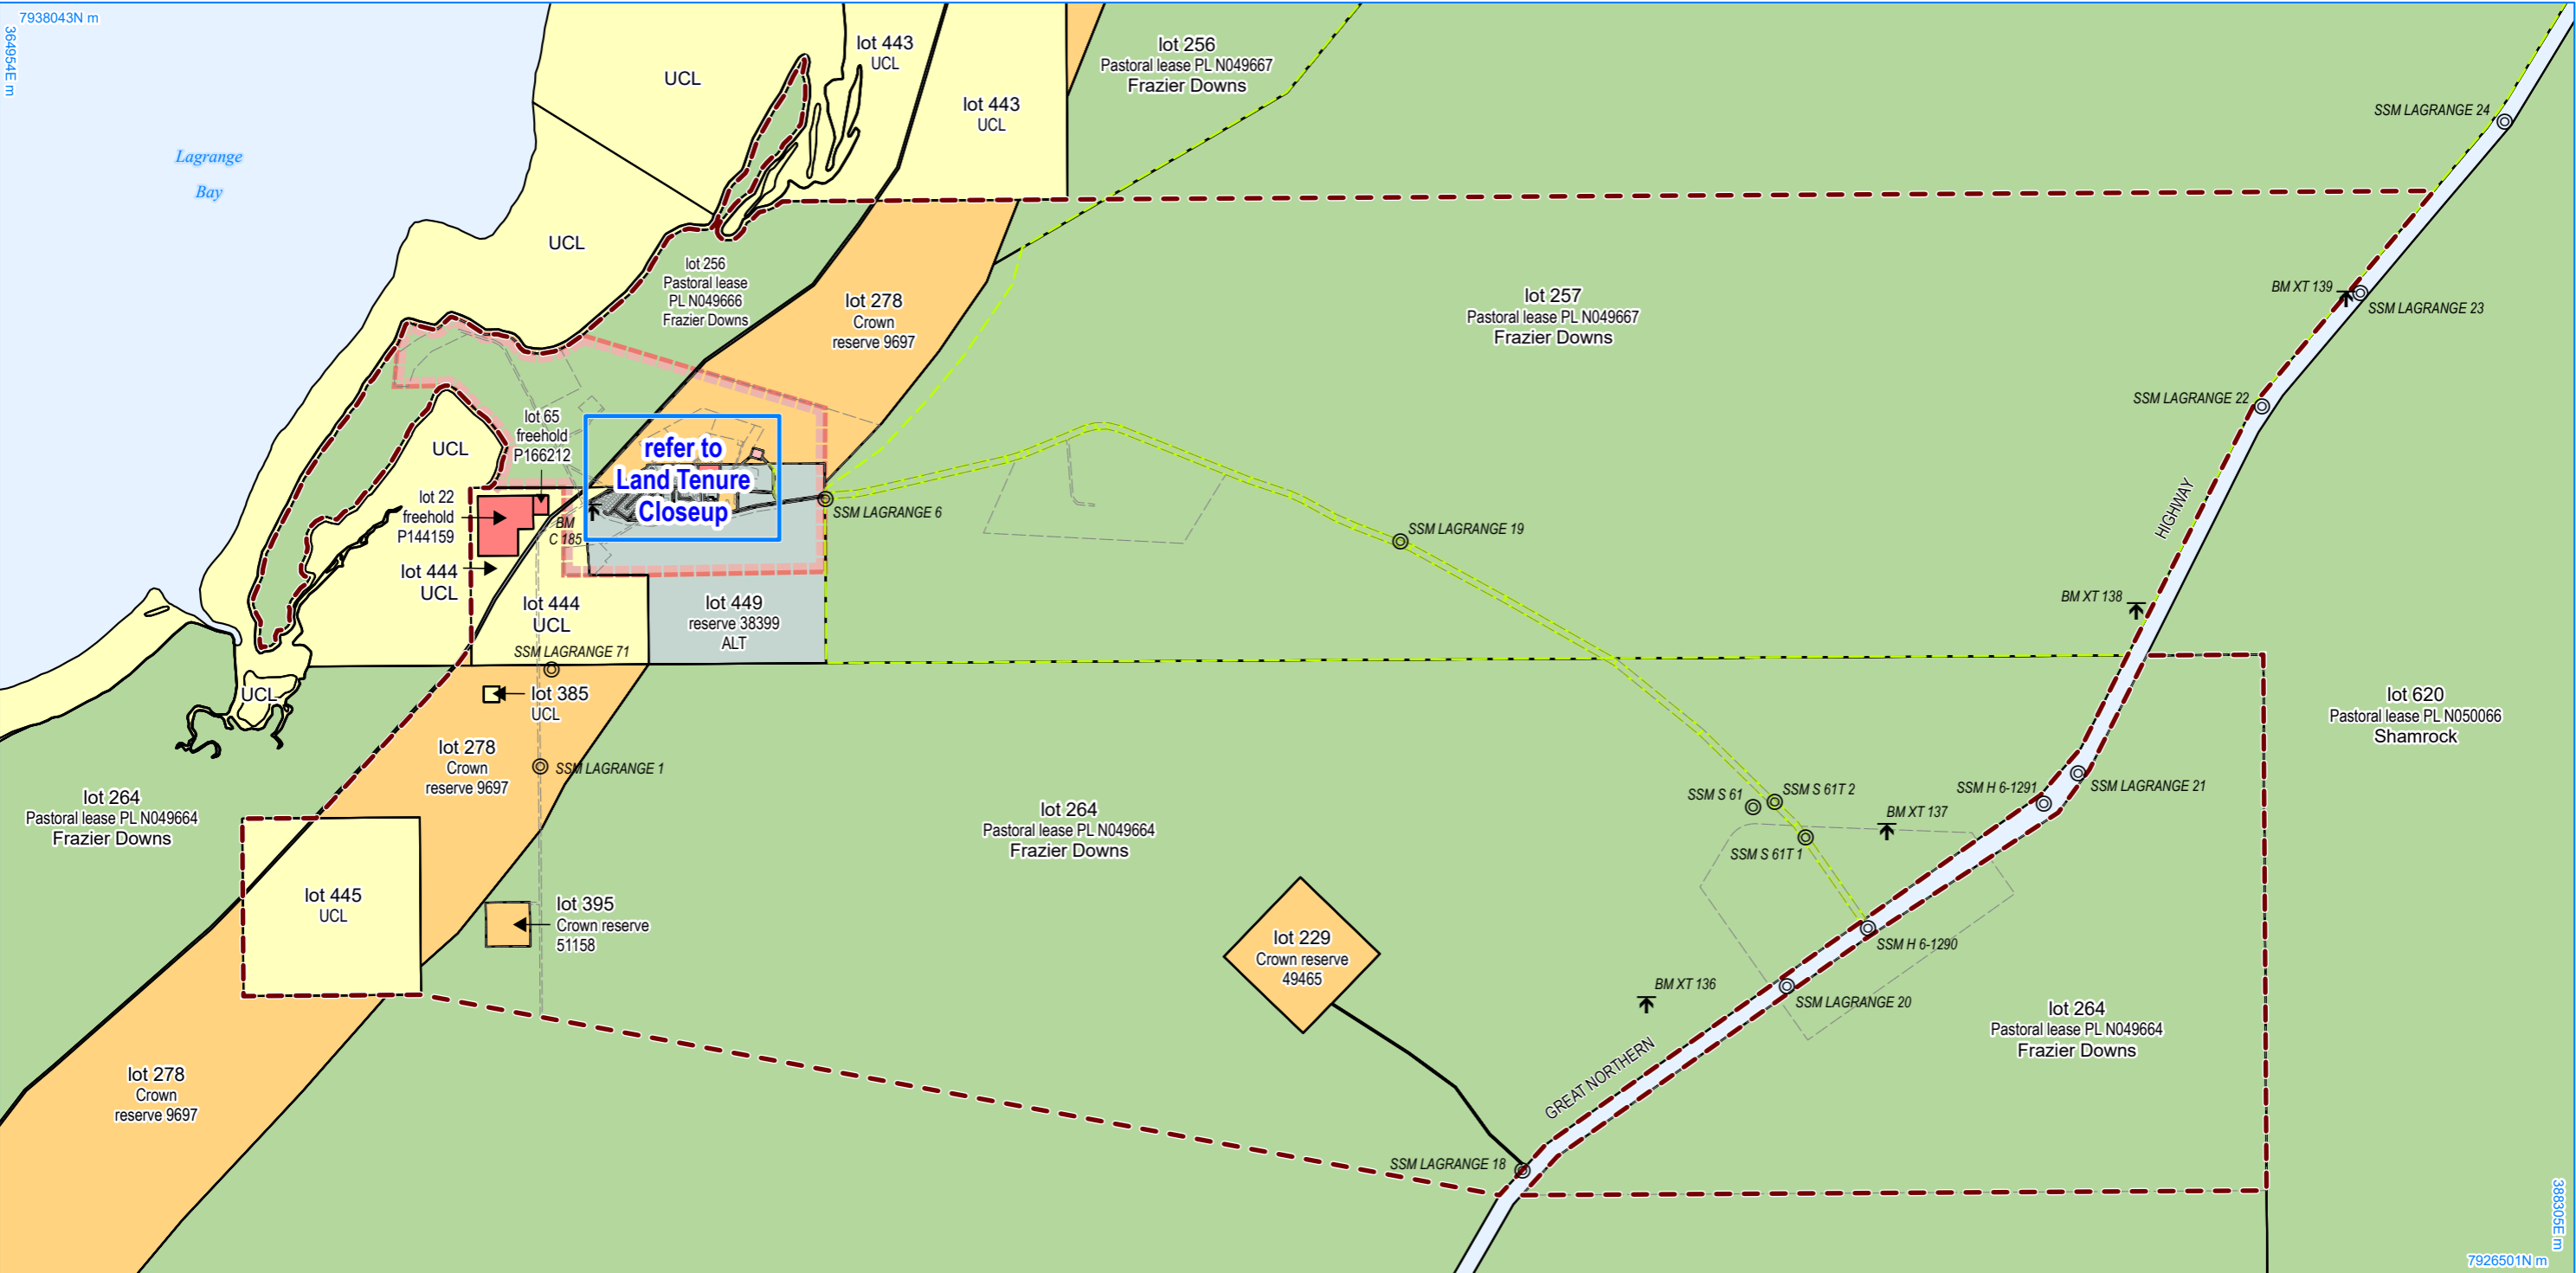 7938043N m
364954E m
Lagrange
Bay
UCL
lot 443
UCL
lot 443
UCL
lot 256
Pastoral lease PL N049667
Frazier Downs
SSM LAGRANGE 24
UCL
lot 256
Pastoral lease
PL N049666
Frazier Downs
lot 278
Crown
reserve 9697
lot 257
Pastoral lease PL N049667
Frazier Downs
BM XT 139
SSM LAGRANGE 23
SSM LAGRANGE 22
UCL
lot 65
freehold
P166212
lot 22
freehold
P144159
refer to
Land Tenure
Closeup
BM
C 185
SSM LAGRANGE 6
SSM LAGRANGE 19
HIGHWAY
lot 444
UCL
lot 444
UCL
lot 449
reserve 38399
ALT
BM XT 138
SSM LAGRANGE 71
UCL
lot 385
UCL
lot 620
Pastoral lease PL N050066
Shamrock
lot 278
Crown
reserve 9697
SSM LAGRANGE 1
lot 264
Pastoral lease PL N049664
Frazier Downs
lot 264
Pastoral lease PL N049664
Frazier Downs
SSM S 61
SSM S 61T 2
SSM H 6-1291
SSM LAGRANGE 21
BM XT 137
SSM S 61T 1
lot 445
UCL
lot 395
Crown reserve
51158
lot 229
Crown reserve
49465
SSM H 6-1290
BM XT 136
SSM LAGRANGE 20
lot 264
Pastoral lease PL N049664
Frazier Downs
GREAT NORTHERN
lot 278
Crown
reserve 9697
SSM LAGRANGE 18
388305E m
7926501N m